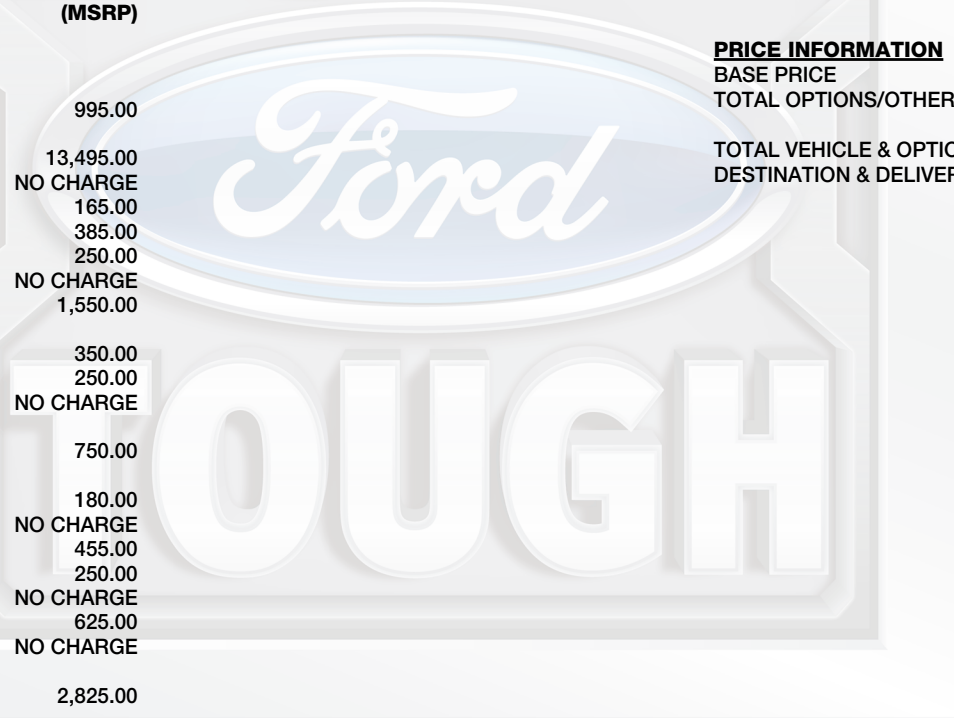 (MSRP)
995.00
13,495.00
NO CHARGE
165.00
385.00
250.00
NO CHARGE
1,550.00
350.00
250.00
NO CHARGE
750.00
180.00
NO CHARGE
455.00
250.00
NO CHARGE
625.00
NO CHARGE
2,825.00
PRICE INFORMATION
BASE PRICE
TOTAL OPTIONS/OTHER
TOTAL VEHICLE & OPTIO
DESTINATION & DELIVER
Ford
TOUGH